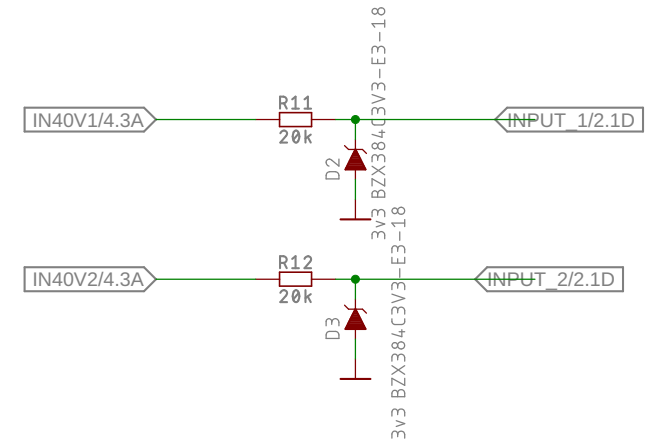 IN40V1/4.3A
R11
20k
INPUT_1/2.1D
D2
3v3 BZX384C3V3-E3-18
IN40V2/4.3A
R12
20k
INPUT_2/2.1D
D3
3v3 BZX384C3V3-E3-18